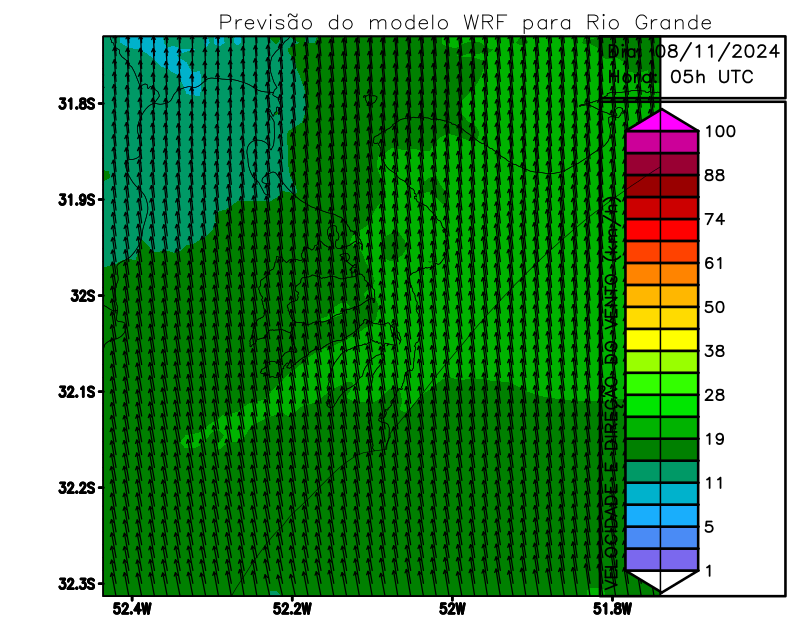 Previsão do modelo WRF para Rio Grande
Dia: 08/11/2024
Hora: 05h UTC
31.8S
31.9S
32S
32.1S
32.2S
32.3S
52.4W
52.2W
52W
51.8W
VELOCIDADE E DIREÇÃO DO VENTO (km/h)
100
88
74
61
50
38
28
19
11
5
1